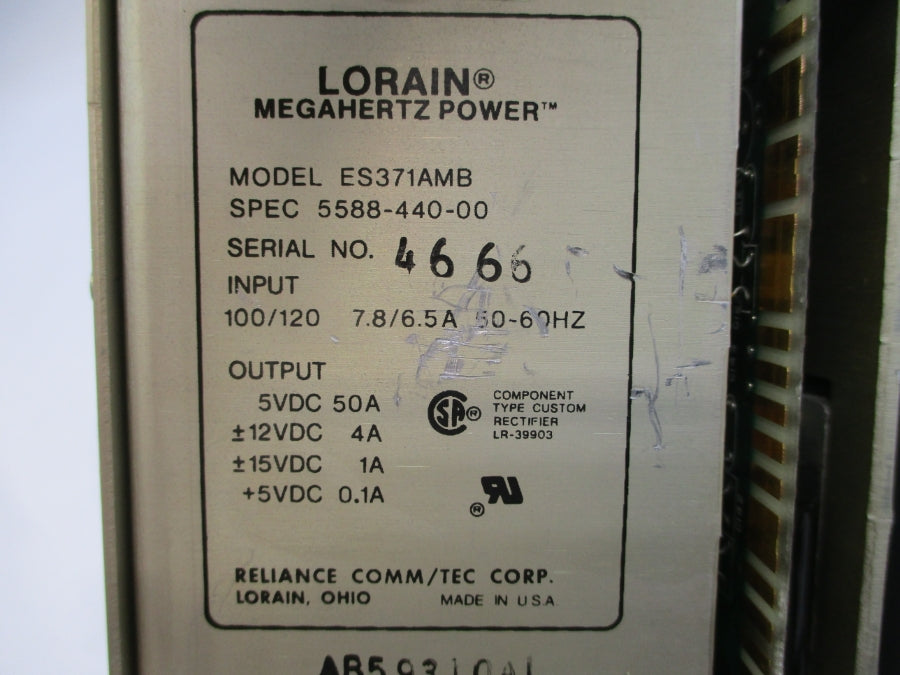 LORAIN®
MEGAHERTZ POWER™
MODEL ES371AMB
SPEC 5588-440-00
SERIAL NO. 4666
INPUT
100/120 7.8/6.5A 50-60HZ
OUTPUT
5VDC 50A
±12VDC 4A
±15VDC 1A
+5VDC 0.1A
SA®
COMPONENT
TYPE CUSTOM
RECTIFIER
LR-39903
RU®
RELIANCE COMM/TEC CORP.
LORAIN, OHIO MADE IN U.S.A.